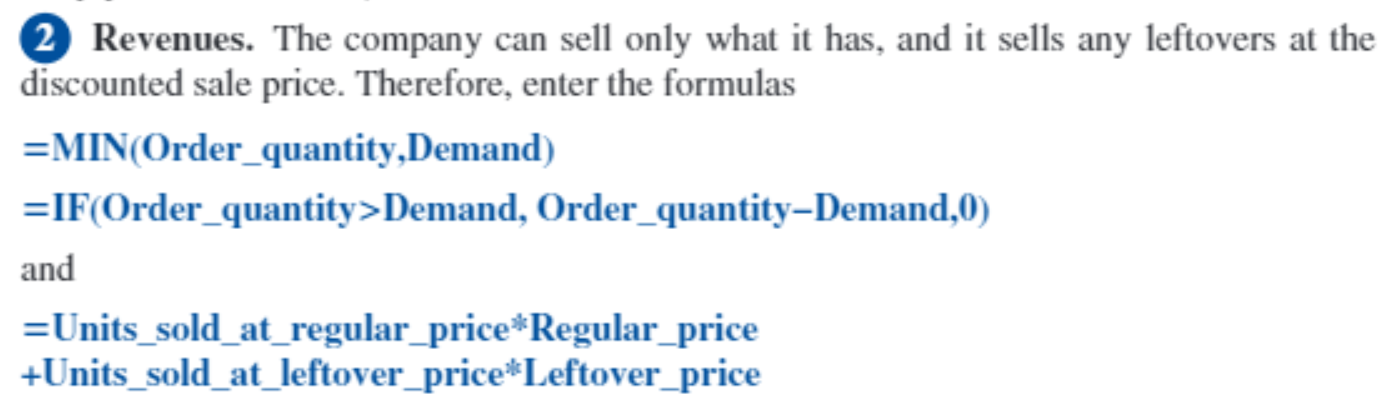 2 Revenues. The company can sell only what it has, and it sells any leftovers at the
discounted sale price. Therefore, enter the formulas
=MIN(Order_quantity,Demand)
=IF(Order_quantity>Demand, Order_quantity–Demand,0)
and
=Units_sold_at_regular_price*Regular_price
+Units_sold_at_leftover_price*Leftover_price